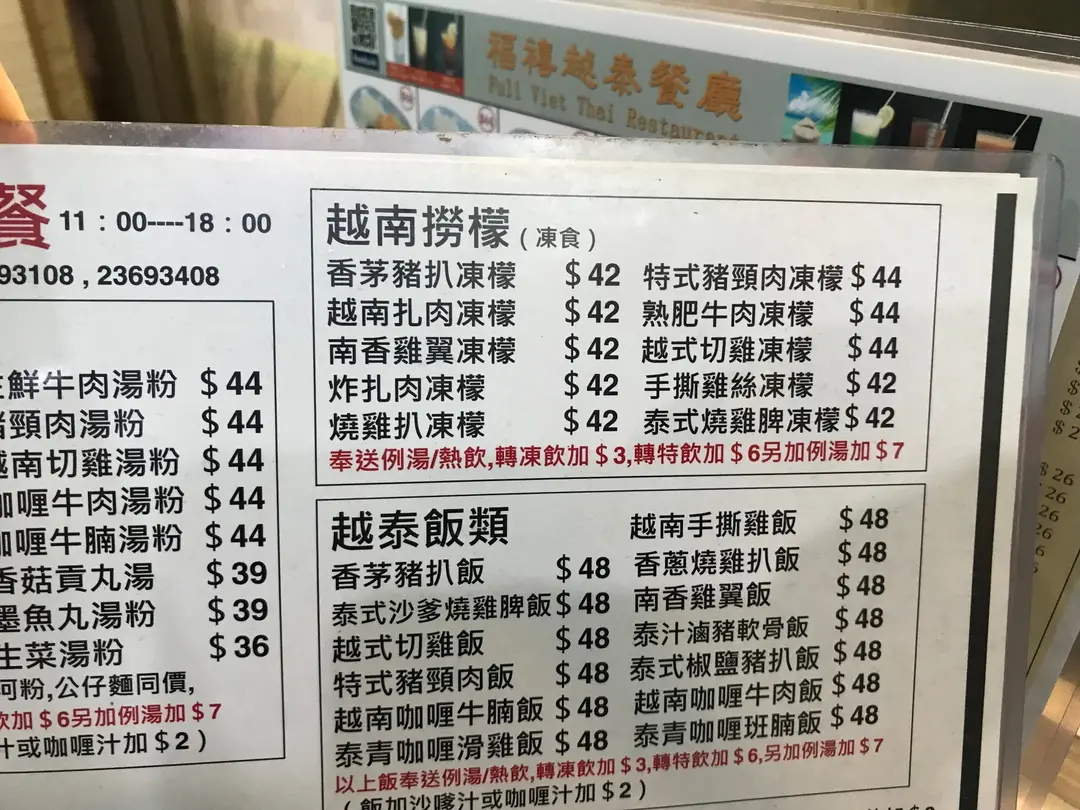 福禧越泰餐廳
Fuli Viet Thai Restaurant
餐 11：00----18：00
93108 , 23693408
鮮牛肉湯粉 $44
頸肉湯粉 $44
南切雞湯粉 $44
咖喱牛肉湯粉 $44
咖喱牛腩湯粉 $44
香菇貢丸湯 $39
墨魚丸湯粉 $39
生菜湯粉 $36
河粉,公仔麵同價,
飲加$6另加例湯加$7
汁或咖喱汁加$2)
越南撈檬 (凍食)
香茅豬扒凍檬 $42 特式豬頸肉凍檬 $44
越南扎肉凍檬 $42 熟肥牛肉凍檬 $44
南香雞翼凍檬 $42 越式切雞凍檬 $44
炸扎肉凍檬 $42 手撕雞絲凍檬 $42
燒雞扒凍檬 $42 泰式燒雞脾凍檬 $42
奉送例湯/熱飲,轉凍飲加$3,轉特飲加$6另加例湯加$7
越泰飯類 越南手撕雞飯 $48
香茅豬扒飯 $48 香蔥燒雞扒飯 $48
泰式沙爹燒雞脾飯 $48 南香雞翼飯 $48
越式切雞飯 $48 泰汁滷豬軟骨飯 $48
特式豬頸肉飯 $48 泰式椒鹽豬扒飯 $48
越南咖喱牛腩飯 $48 越南咖喱牛肉飯 $48
泰青咖喱滑雞飯 $48 泰青咖喱班腩飯 $48
以上飯奉送例湯/熱飲,轉凍飲加$3,轉特飲加$6,另加例湯加$7
(飯加沙嗲汁或咖喱汁加$2)
$26
26
26